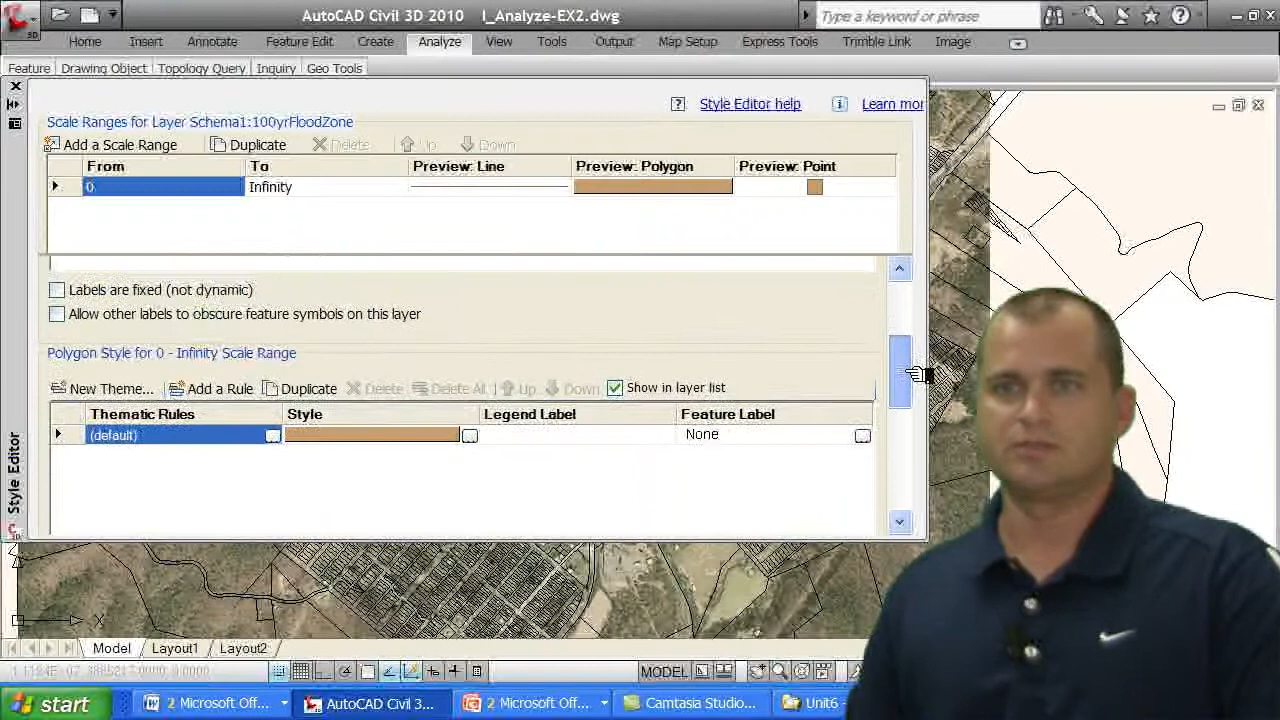 AutoCAD Civil 3D 2010 I_Analyze-EX2.dwg Type a keyword or phrase
Home Insert Annotate Feature Edit Create Analyze View Tools Output Map Setup Express Tools Trimble Link Image
Feature Drawing Object Topology Query Inquiry Geo Tools
Style Editor help Learn mor
Scale Ranges for Layer Schema1:100yrFloodZone
Add a Scale Range Duplicate Delete Up Down
From To Preview: Line Preview: Polygon Preview: Point
0 Infinity
Labels are fixed (not dynamic)
Allow other labels to obscure feature symbols on this layer
Polygon Style for 0 - Infinity Scale Range
New Theme... Add a Rule Duplicate Delete Delete All Up Down Show in layer list
Thematic Rules Style Legend Label Feature Label
(default) None
Style Editor
X
Model Layout1 Layout2
MODEL
start 2 Microsoft Off... AutoCAD Civil 3... 2 Microsoft Off... Camtasia Studio... Unit6 -